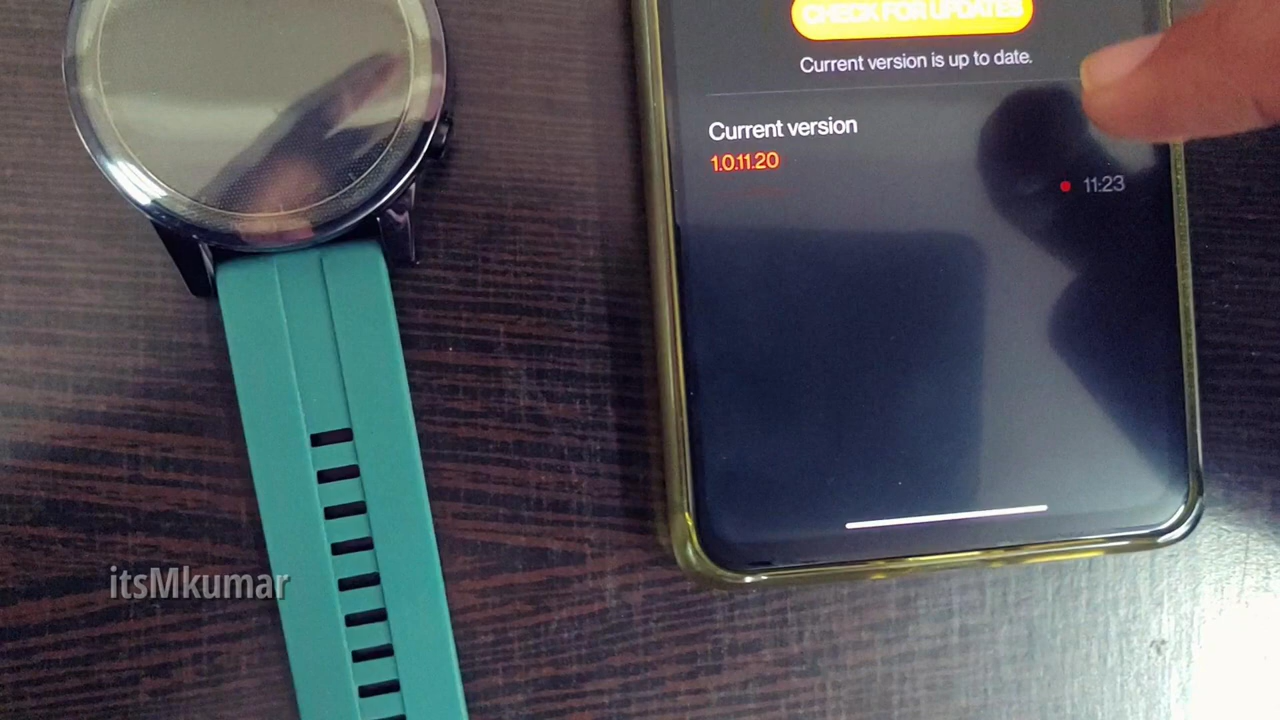 CHECK FOR UPDATES
Current version is up to date.
Current version
1.0.11.20
11:23
itsMkumar